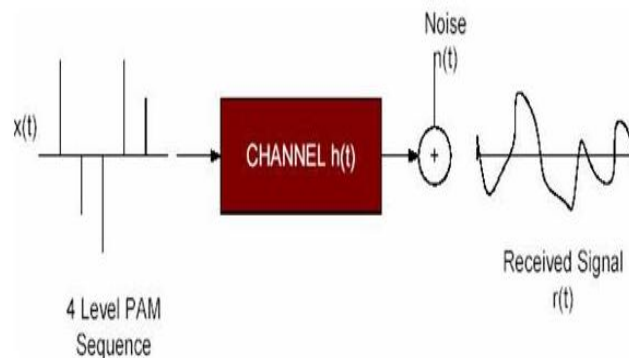 Noise
n(t)
x(t)
CHANNEL h(t)
+
Received Signal
r(t)
4 Level PAM
Sequence